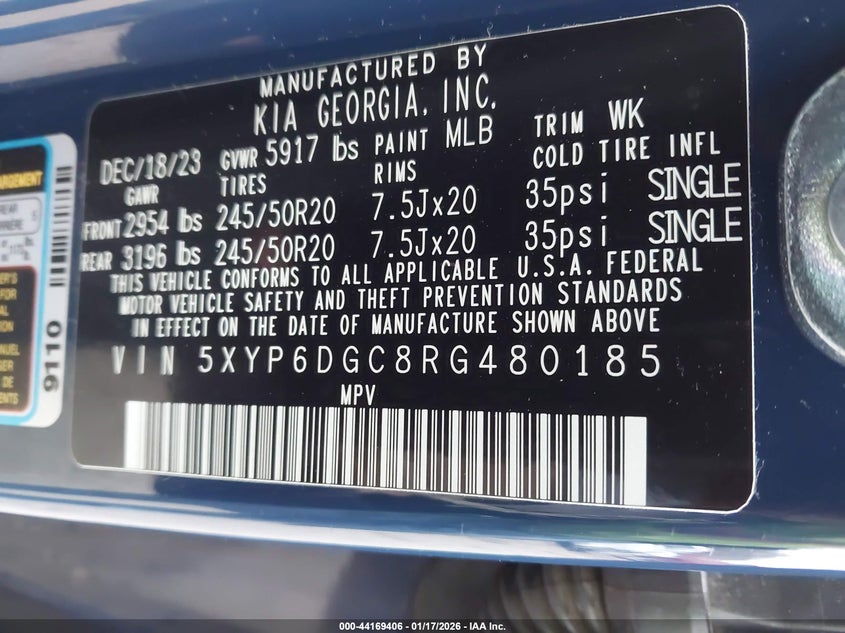 MANUFACTURED BY
KIA GEORGIA, INC.
DEC/18/23 GVWR 5917 lbs PAINT MLB TRIM WK
GAWR TIRES RIMS COLD TIRE INFL
FRONT 2954 lbs 245/50R20 7.5Jx20 35psi SINGLE
REAR 3196 lbs 245/50R20 7.5Jx20 35psi SINGLE
THIS VEHICLE CONFORMS TO ALL APPLICABLE U.S.A. FEDERAL
MOTOR VEHICLE SAFETY AND THEFT PREVENTION STANDARDS
IN EFFECT ON THE DATE OF MANUFACTURE SHOWN ABOVE
VIN 5XYP6DGC8RG480185
MPV
9110
000-44169406 - 01/17/2026 - IAA Inc.